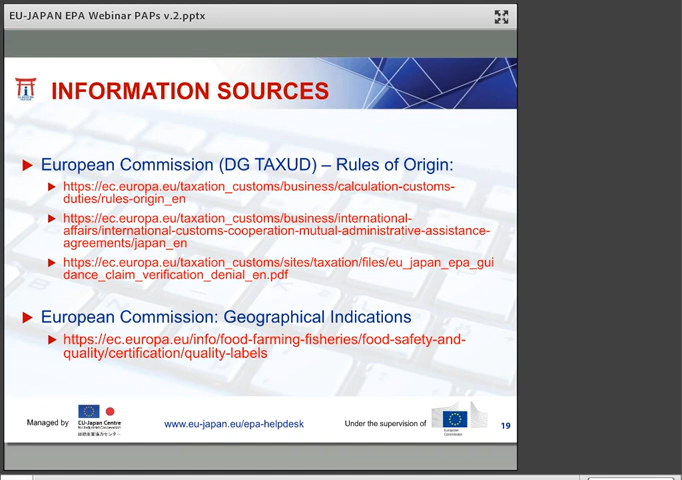 EU-JAPAN EPA Webinar PAPs v.2.pptx
INFORMATION SOURCES
European Commission (DG TAXUD) – Rules of Origin:
https://ec.europa.eu/taxation_customs/business/calculation-customs-
duties/rules-origin_en
https://ec.europa.eu/taxation_customs/business/international-
affairs/international-customs-cooperation-mutual-administrative-assistance-
agreements/japan_en
https://ec.europa.eu/taxation_customs/sites/taxation/files/eu_japan_epa_gui
dance_claim_verification_denial_en.pdf
European Commission: Geographical Indications
https://ec.europa.eu/info/food-farming-fisheries/food-safety-and-
quality/certification/quality-labels
Managed by
EU-Japan Centre
www.eu-japan.eu/epa-helpdesk
Under the supervision of
European
Commission
19